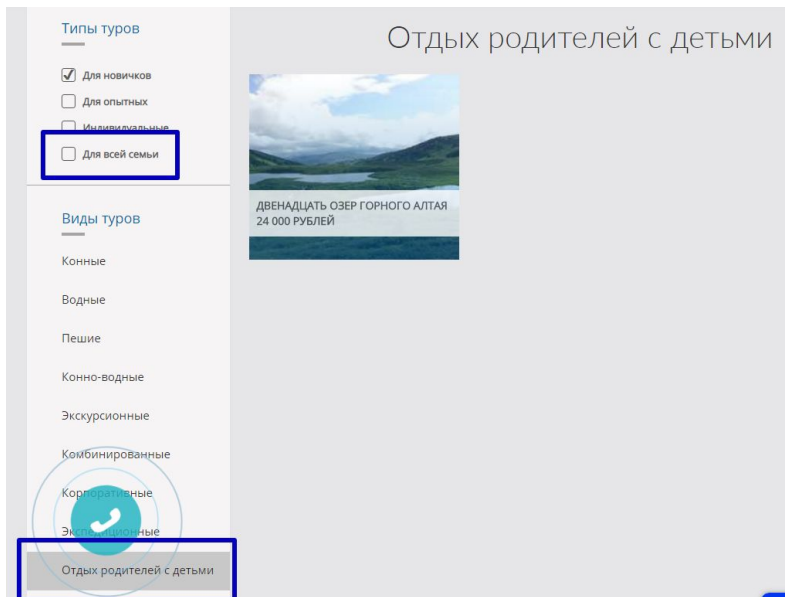 Типы туров
Для новичков
Для опытных
Индивидуальные
Для всей семьи
Виды туров
Конные
Водные
Пешие
Конно-водные
Экскурсионные
Комбинированные
Корпоративные
Экспедиционные
Отдых родителей с детьми
Отдых родителей с детьми
ДВЕНАДЦАТЬ ОЗЕР ГОРНОГО АЛТАЯ
24 000 РУБЛЕЙ